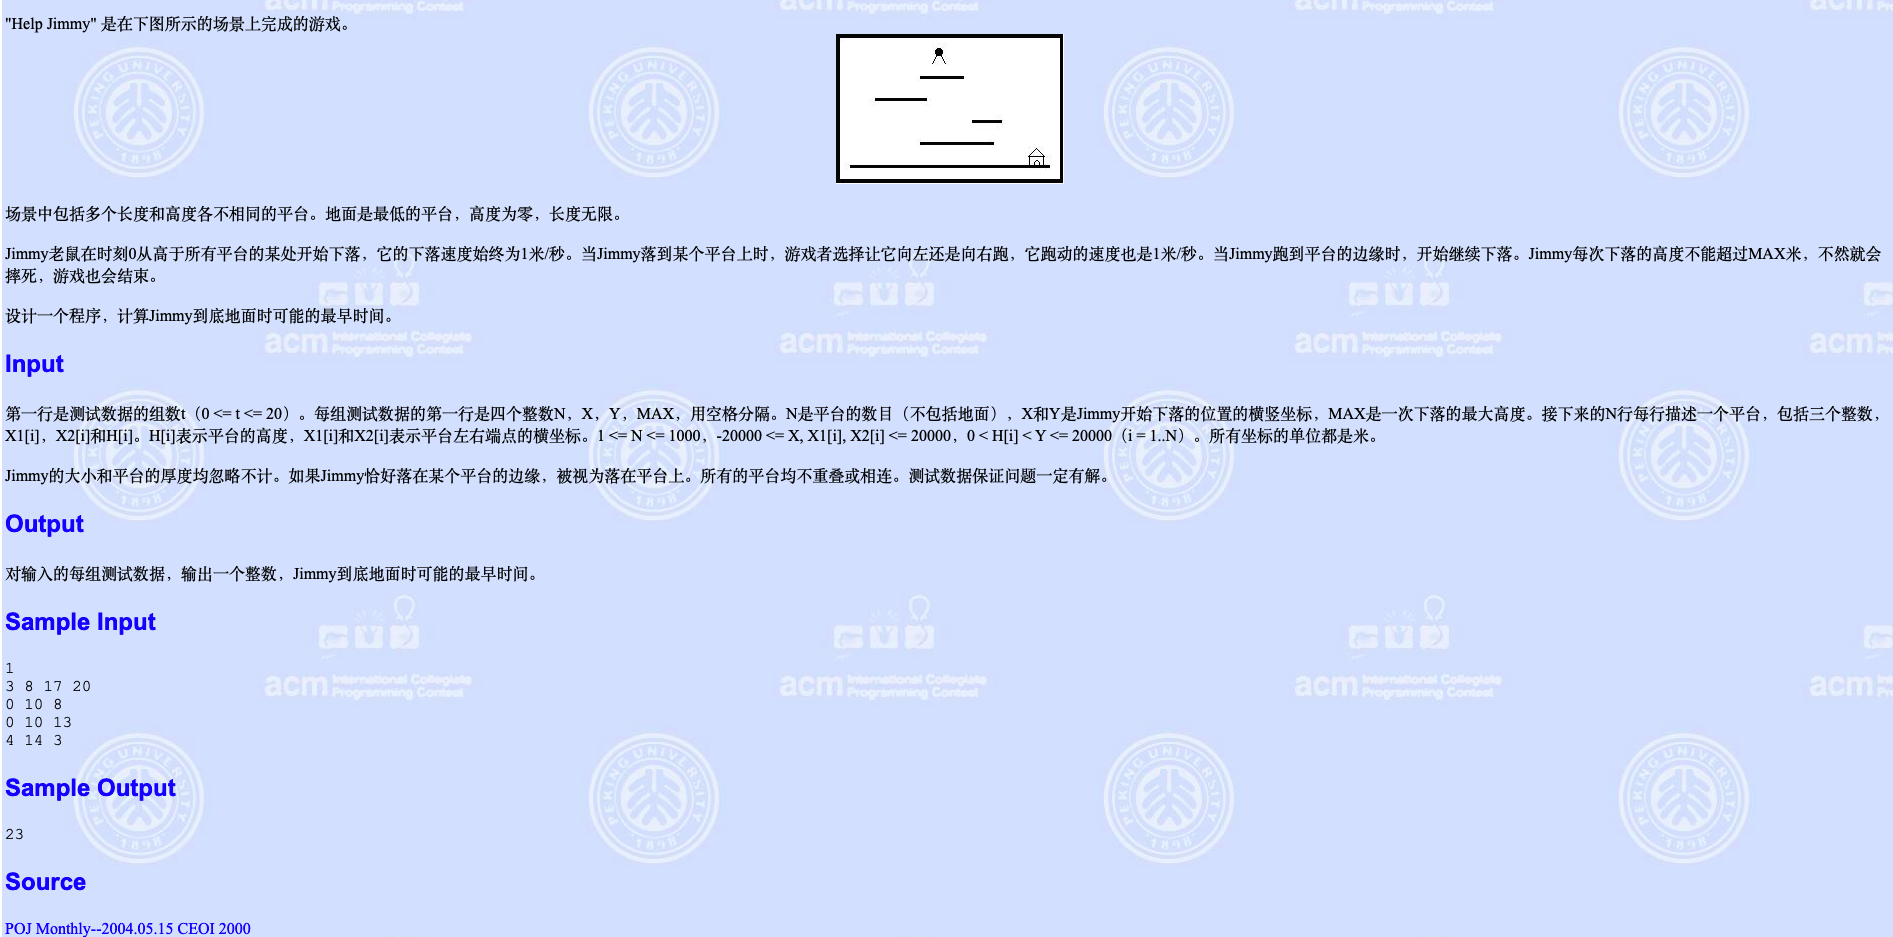 "Help Jimmy" 是在下图所示的场景上完成的游戏。
场景中包括多个长度和高度各不相同的平台。地面是最低的平台，高度为零，长度无限。
Jimmy老鼠在时刻0从高于所有平台的某处开始下落，它的下落速度始终为1米/秒。当Jimmy落到某个平台上时，游戏者选择让它向左还是向右跑，它跑动的速度也是1米/秒。当Jimmy跑到平台的边缘时，开始继续下落。Jimmy每次下落的高度不能超过MAX米，不然就会
摔死，游戏也会结束。
设计一个程序，计算Jimmy到底地面时可能的最早时间。
Input
第一行是测试数据的组数t（0 <= t <= 20）。每组测试数据的第一行是四个整数N，X，Y，MAX，用空格分隔。N是平台的数目（不包括地面），X和Y是Jimmy开始下落的位置的横竖坐标，MAX是一次下落的最大高度。接下来的N行每行描述一个平台，包括三个整数，
X1[i]，X2[i]和H[i]。H[i]表示平台的高度，X1[i]和X2[i]表示平台左右端点的横坐标。1 <= N <= 1000，-20000 <= X, X1[i], X2[i] <= 20000，0 < H[i] < Y <= 20000（i = 1..N）。所有坐标的单位都是米。
Jimmy的大小和平台的厚度均忽略不计。如果Jimmy恰好落在某个平台的边缘，被视为落在平台上。所有的平台均不重叠或相连。测试数据保证问题一定有解。
Output
对输入的每组测试数据，输出一个整数，Jimmy到底地面时可能的最早时间。
Sample Input
1
3 8 17 20
0 10 8
0 10 13
4 14 3
Sample Output
23
Source
POJ Monthly--2004.05.15 CEOI 2000
PEKING UNIVERSITY
1898
acm International Collegiate
Programming Contest